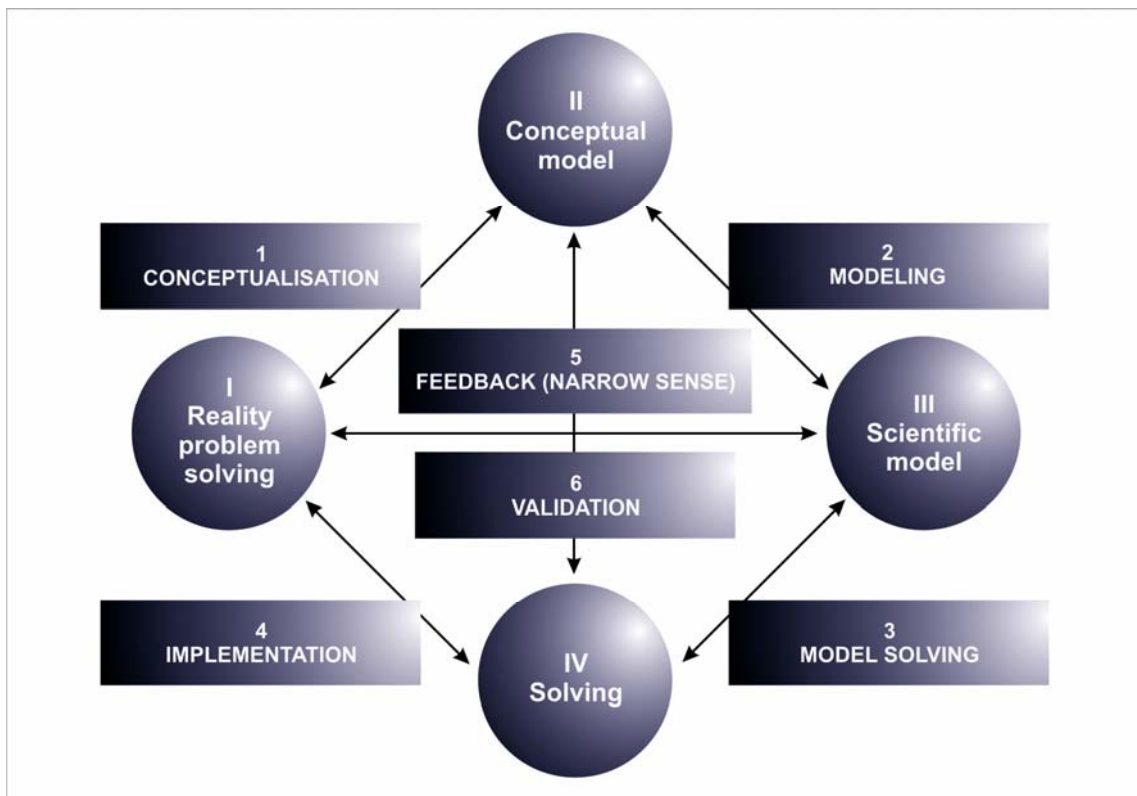 II
Conceptual
model
1
CONCEPTUALISATION
2
MODELING
5
FEEDBACK (NARROW SENSE)
I
Reality
problem
solving
III
Scientific
model
6
VALIDATION
4
IMPLEMENTATION
IV
Solving
3
MODEL SOLVING